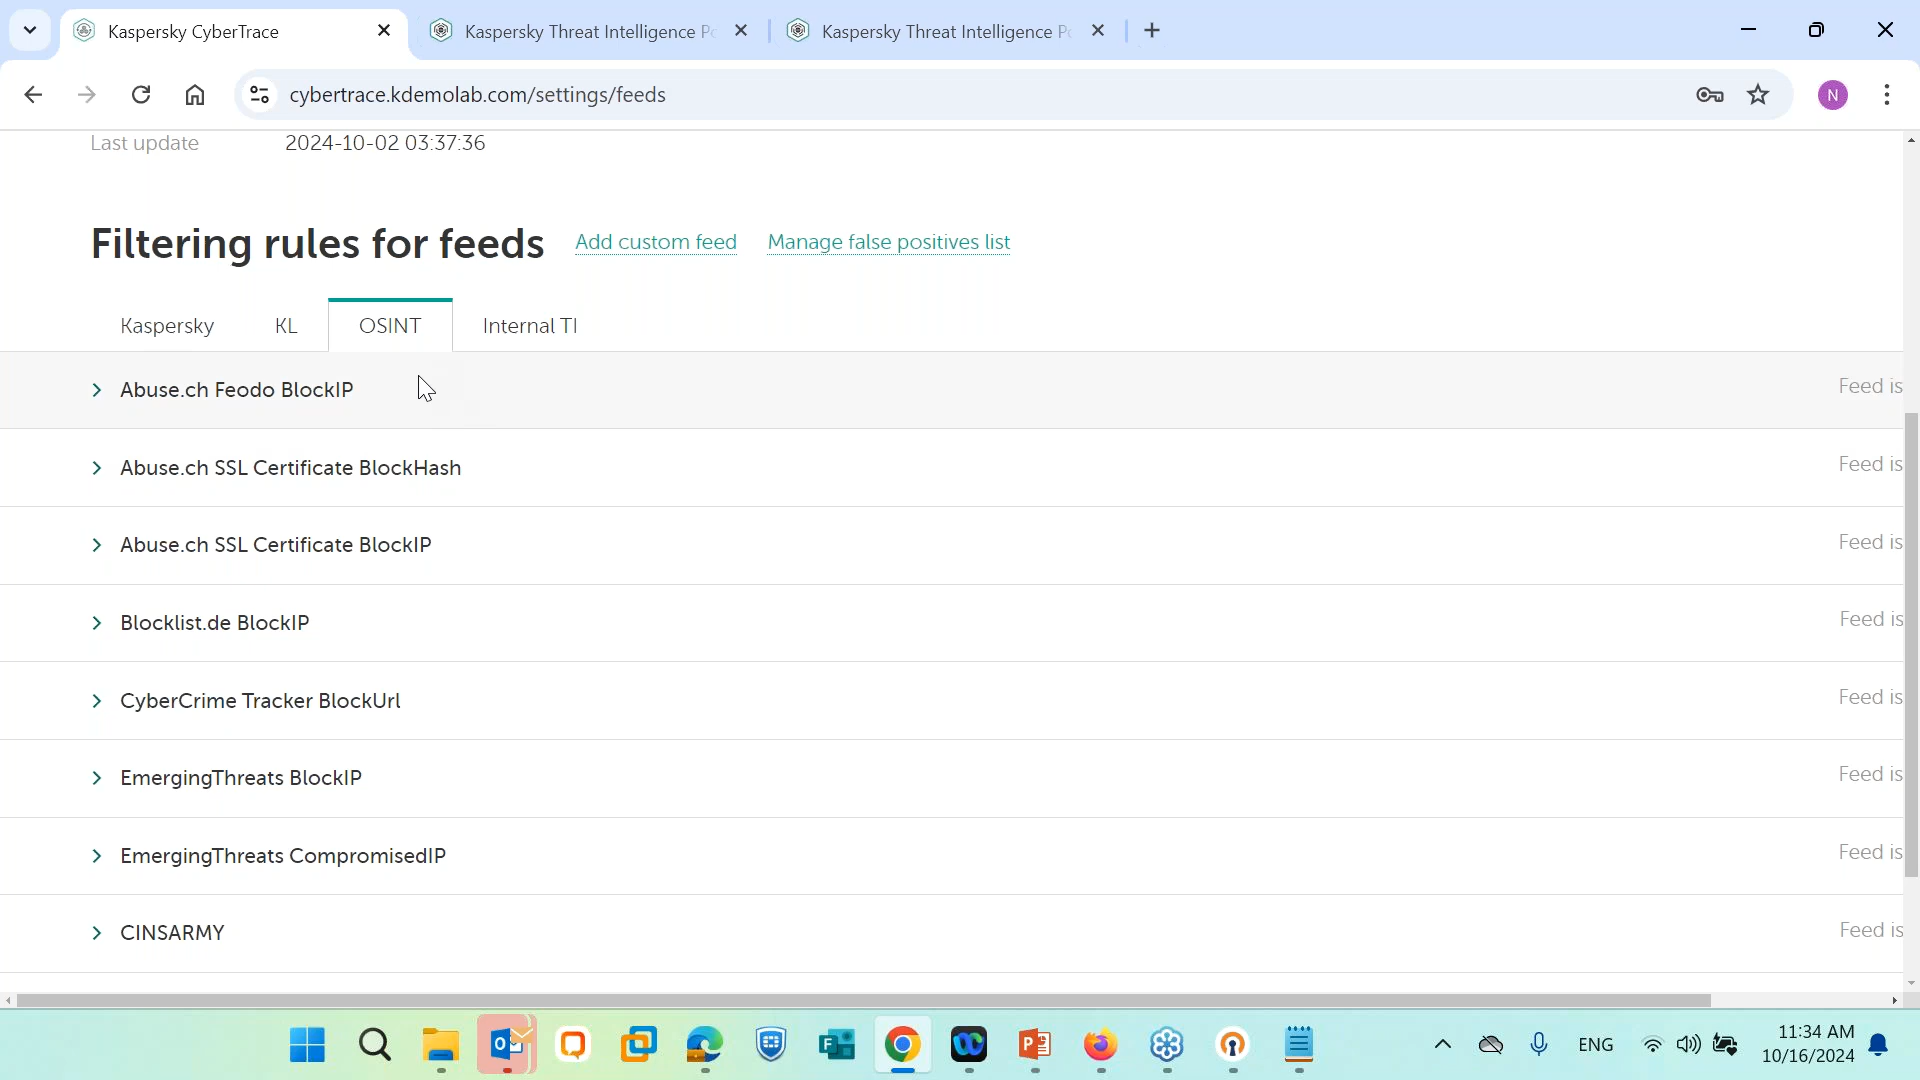 Kaspersky CyberTrace
Kaspersky Threat Intelligence Po
Kaspersky Threat Intelligence Po
cybertrace.kdemolab.com/settings/feeds
N
Last update 2024-10-02 03:37:36
Filtering rules for feeds Add custom feed Manage false positives list
Kaspersky KL OSINT Internal TI
Abuse.ch Feodo BlockIP Feed is
Abuse.ch SSL Certificate BlockHash Feed is
Abuse.ch SSL Certificate BlockIP Feed is
Blocklist.de BlockIP Feed is
CyberCrime Tracker BlockUrl Feed is
EmergingThreats BlockIP Feed is
EmergingThreats CompromisedIP Feed is
CINSARMY Feed is
ENG
11:34 AM
10/16/2024